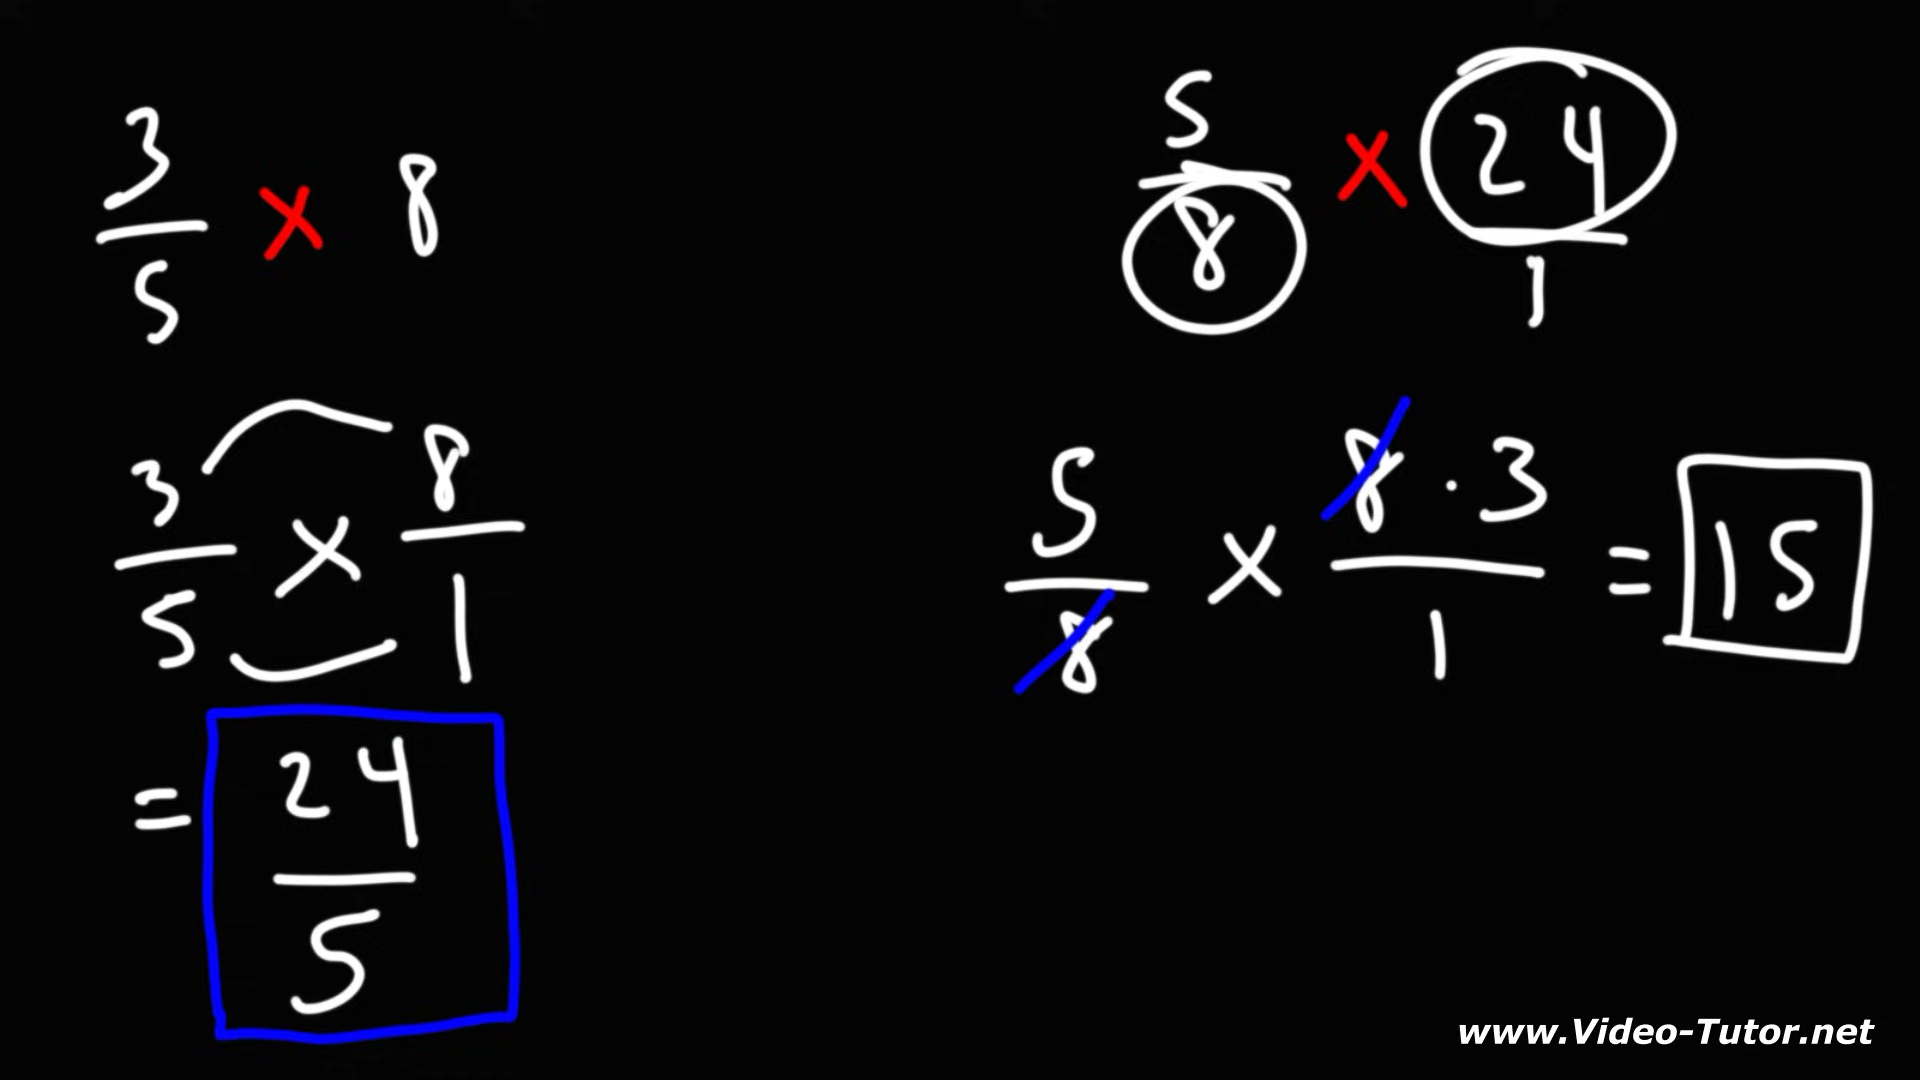 3/5 × 8
3/5 × 8/1
= 24/5
5/8 × 24/1
5/8 × 8·3/1 = 15
www.Video-Tutor.net